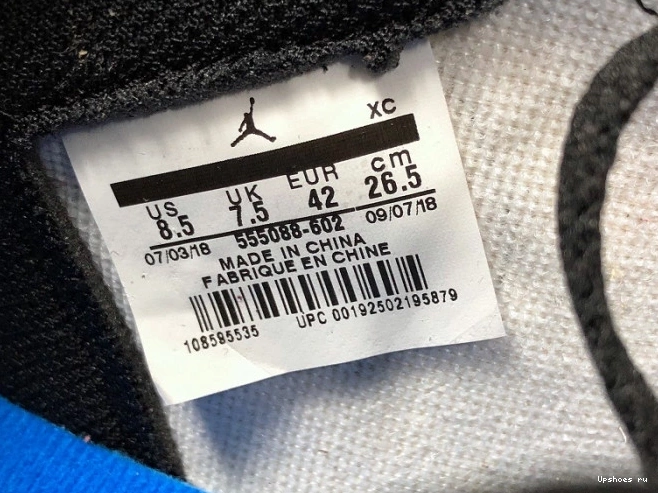 XC
US UK EUR cm
8.5 7.5 42 26.5
07/03/18 555088-602 09/07/18
MADE IN CHINA
FABRIQUE EN CHINE
108595535 UPC 00192502195879
Upshoes ru